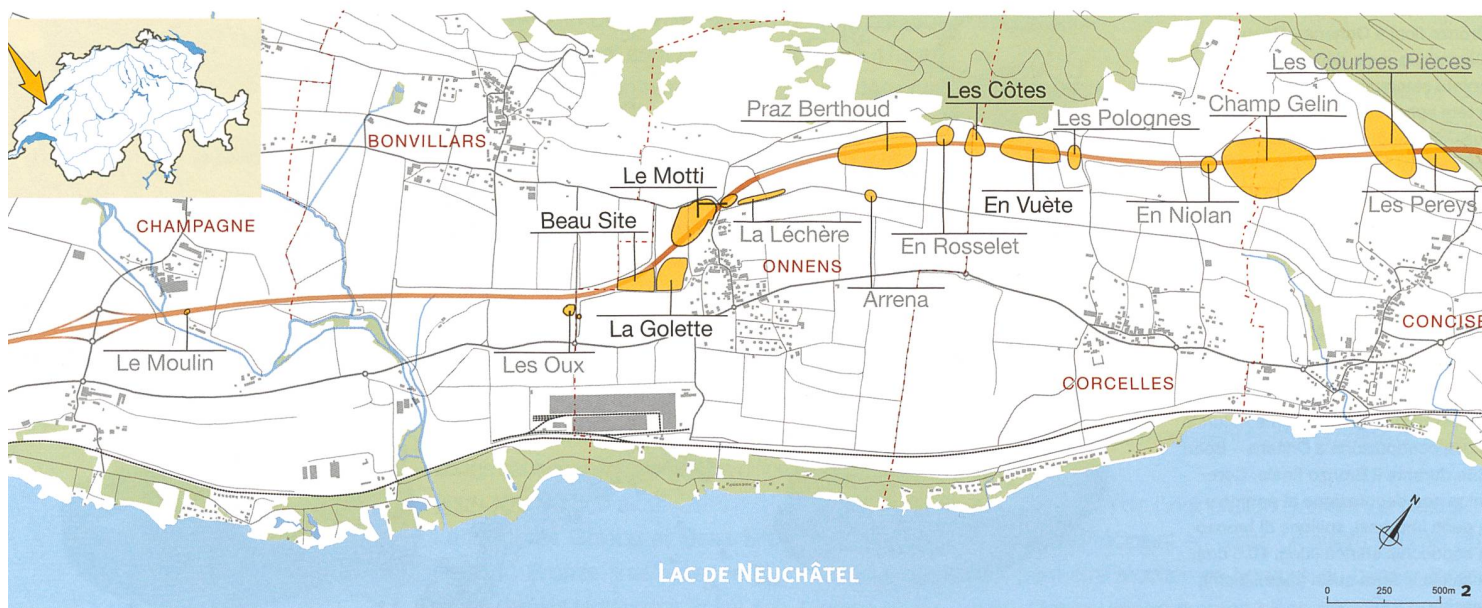 Les Courbes Pièces
Les Côtes
Praz Berthoud
Champ Gelin
Les Polognes
BONVILLARS
Le Motti
En Vuète
En Niolan
Les Pereys
CHAMPAGNE
Beau Site
La Léchère
En Rosselet
ONNENS
Arrena
La Golette
CONCISE
Le Moulin
Les Oux
CORCELLES
N
LAC DE NEUCHÂTEL
0 250 500m 2